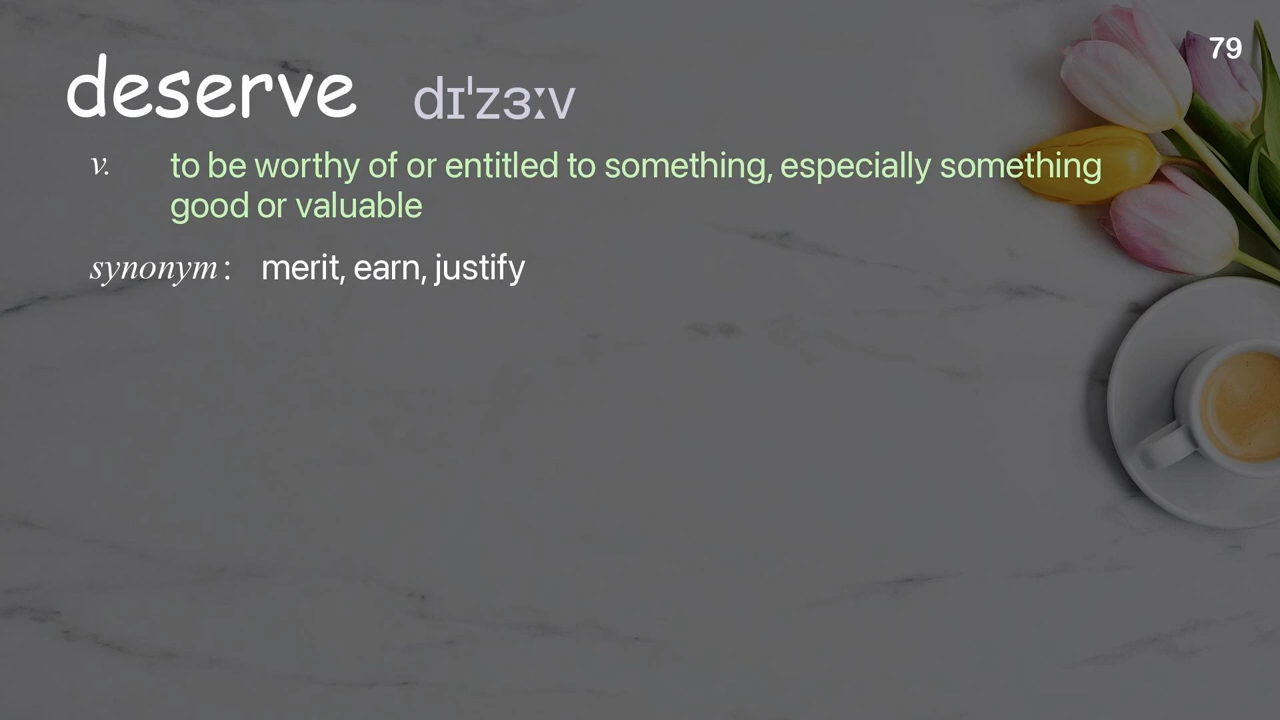 79
deserve dɪˈzɜːv
v. to be worthy of or entitled to something, especially something
good or valuable
synonym : merit, earn, justify